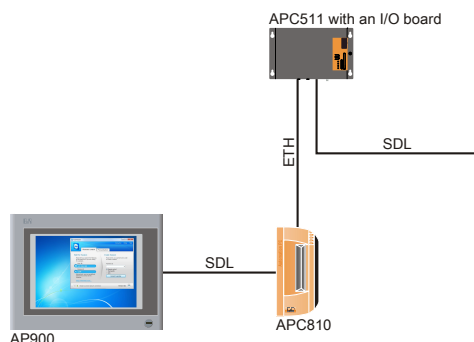 APC511 with an I/O board
ETH
SDL
SDL
APC810
AP900